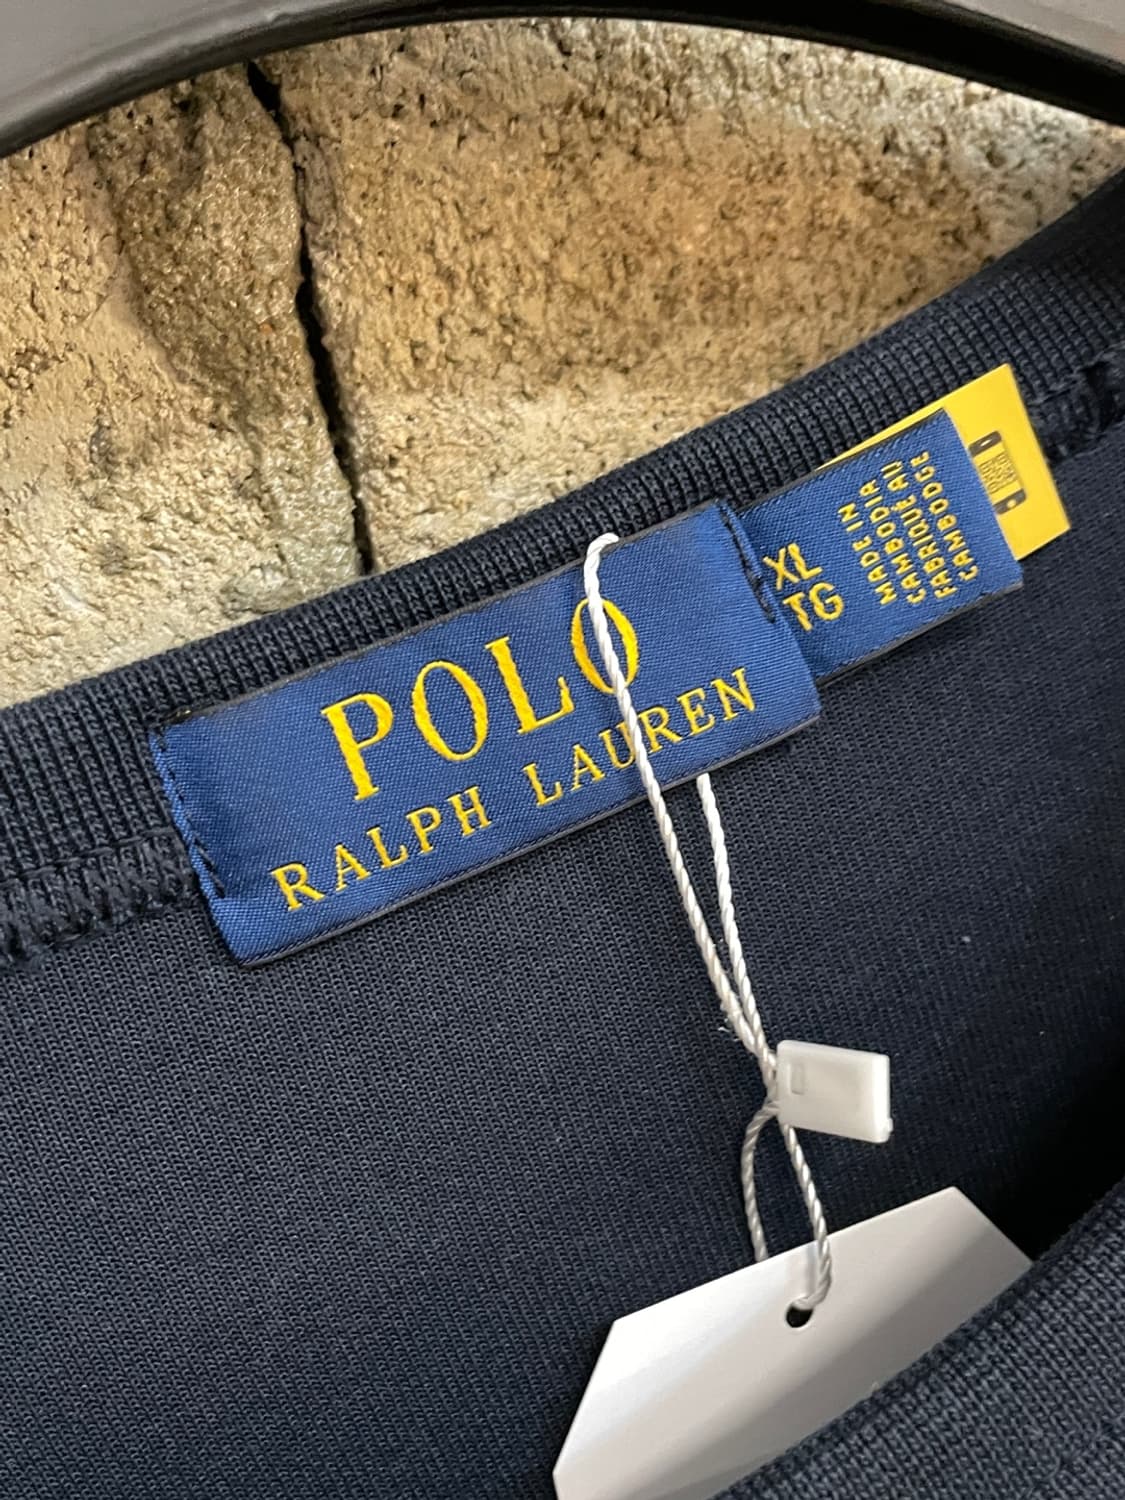 POLO
RALPH LAUREN
XL
TG
MADE IN
CAMBODIA
FABRIQUÉ AU
CAMBODGE